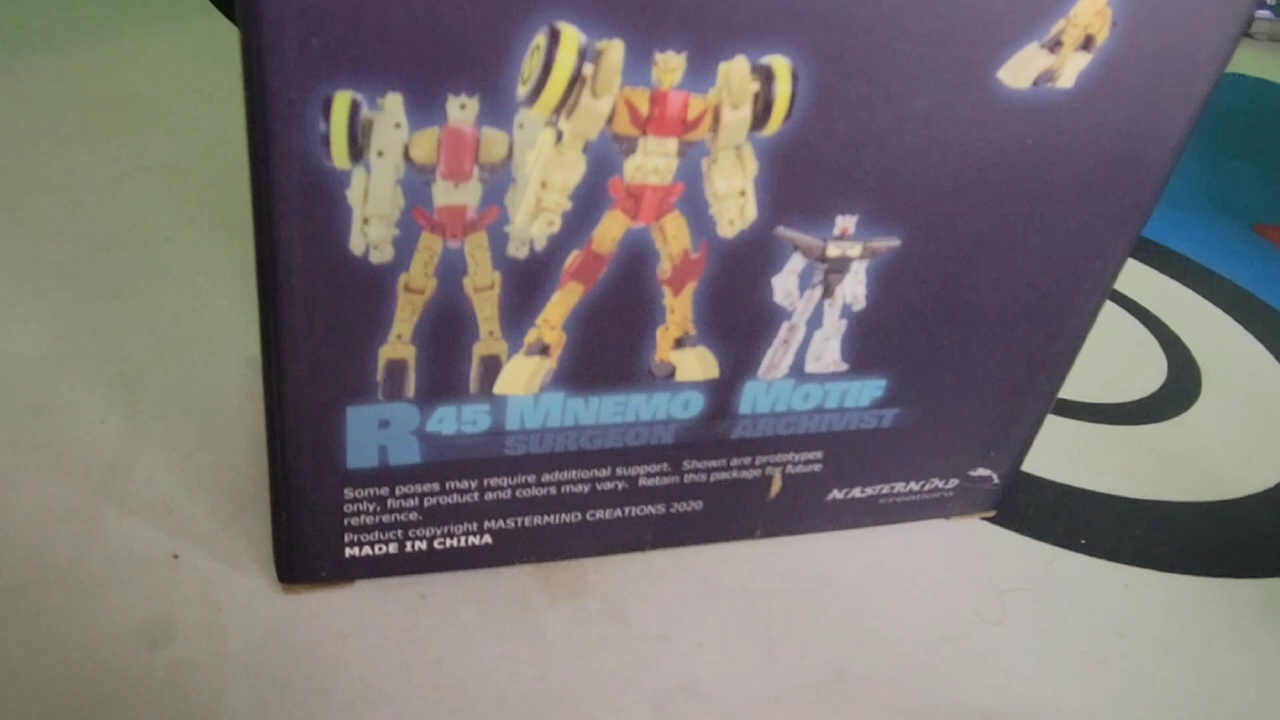 R 45 MNEMO MOTIF
SURGEON ARCHIVIST
Some poses may require additional support. Shown are prototypes
only, final product and colors may vary. Retain this package for future
reference.
Product copyright MASTERMIND CREATIONS 2020
MADE IN CHINA
MASTERMIND
creations